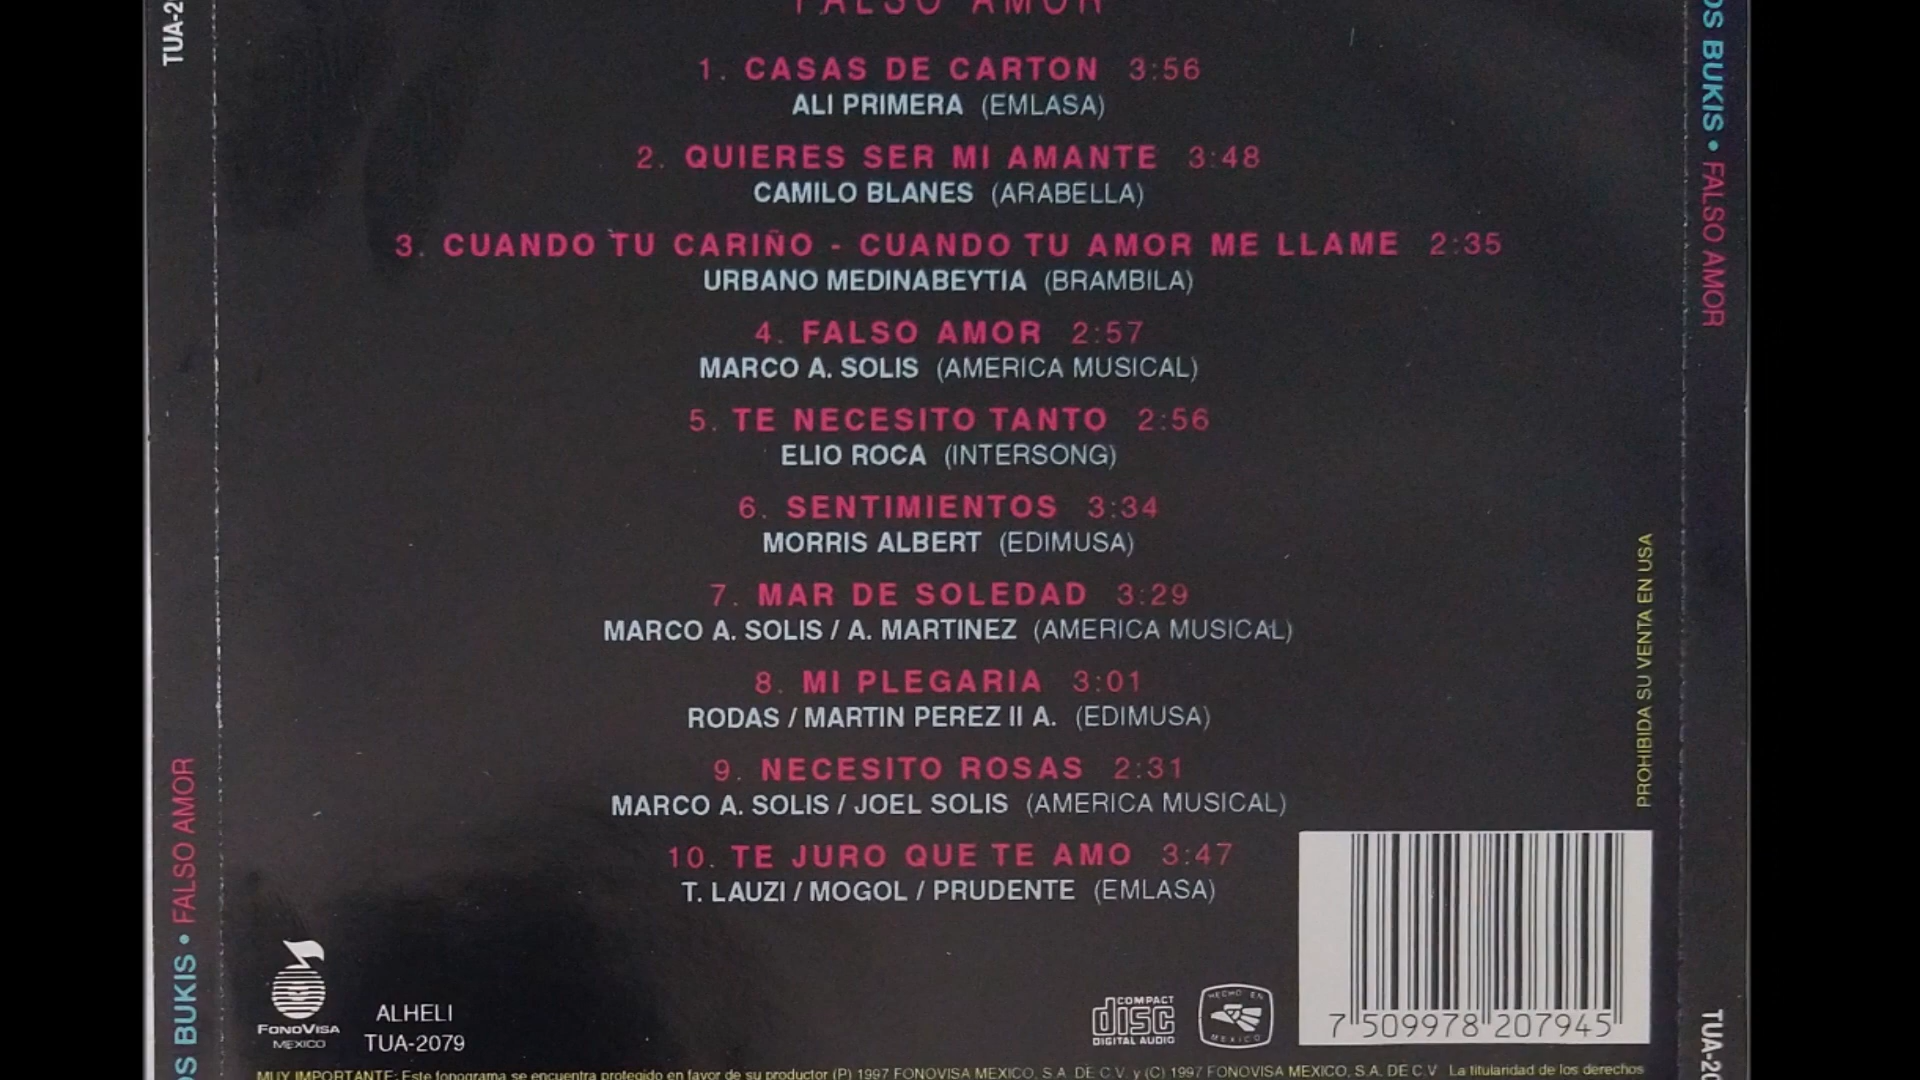 FALSO AMOR
1. CASAS DE CARTON 3:56
ALI PRIMERA (EMLASA)
2. QUIERES SER MI AMANTE 3:48
CAMILO BLANES (ARABELLA)
3. CUANDO TU CARIÑO - CUANDO TU AMOR ME LLAME 2:35
URBANO MEDINABEYTIA (BRAMBILA)
4. FALSO AMOR 2:57
MARCO A. SOLIS (AMERICA MUSICAL)
5. TE NECESITO TANTO 2:56
ELIO ROCA (INTERSONG)
6. SENTIMIENTOS 3:34
MORRIS ALBERT (EDIMUSA)
7. MAR DE SOLEDAD 3:29
MARCO A. SOLIS / A. MARTINEZ (AMERICA MUSICAL)
8. MI PLEGARIA 3:01
RODAS / MARTIN PEREZ II A. (EDIMUSA)
9. NECESITO ROSAS 2:31
MARCO A. SOLIS / JOEL SOLIS (AMERICA MUSICAL)
10. TE JURO QUE TE AMO 3:47
T. LAUZI / MOGOL / PRUDENTE (EMLASA)
FONOVISA
MEXICO
ALHELI
TUA-2079
COMPACT
disc
DIGITAL AUDIO
HECHO EN
MEXICO
7 509978 207945
MUY IMPORTANTE: Este fonograma se encuentra protegido en favor de su productor (P) 1997 FONOVISA MEXICO, S.A. DE C.V. y (C) 1997 FONOVISA MEXICO, S.A. DE C.V. La titularidad de los derechos
PROHIBIDA SU VENTA EN USA
TUA-2
OS BUKIS • FALSO AMOR
OS BUKIS • FALSO AMOR
TUA-20